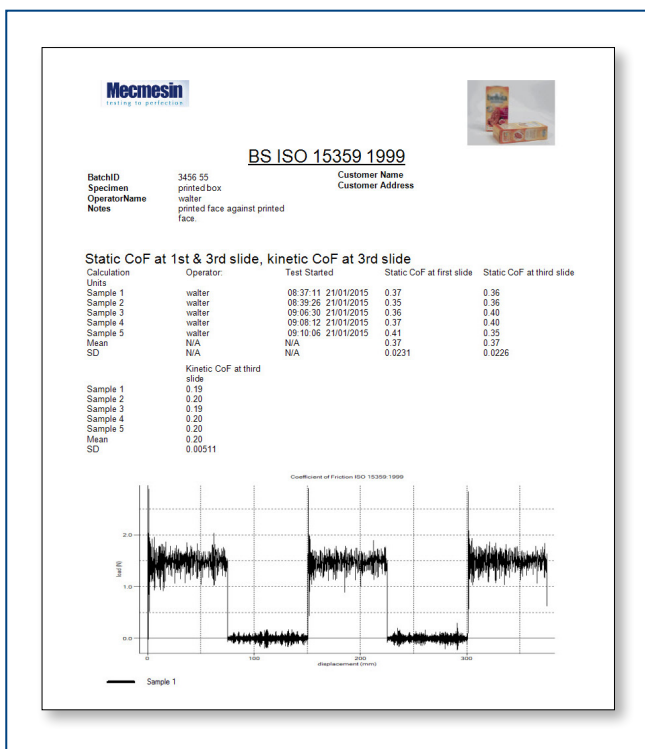 Mecmesin
testing to perfection
BS ISO 15359 1999
BatchID 3456 55 Customer Name
Specimen printed box Customer Address
OperatorName walter
Notes printed face against printed
face.
Static CoF at 1st & 3rd slide, kinetic CoF at 3rd slide
Calculation Operator: Test Started Static CoF at first slide Static CoF at third slide
Units
Sample 1 walter 08:37:11 21/01/2015 0.37 0.36
Sample 2 walter 08:39:26 21/01/2015 0.35 0.36
Sample 3 walter 09:06:30 21/01/2015 0.36 0.40
Sample 4 walter 09:08:12 21/01/2015 0.37 0.40
Sample 5 walter 09:10:06 21/01/2015 0.41 0.35
Mean N/A N/A 0.37 0.37
SD N/A N/A 0.0231 0.0226
Kinetic CoF at third
slide
Sample 1 0.19
Sample 2 0.20
Sample 3 0.19
Sample 4 0.20
Sample 5 0.20
Mean 0.20
SD 0.00511
Coefficient of Friction ISO 15359:1999
load (N)
2.0
1.0
0.0
0 100 200 300
displacement (mm)
Sample 1